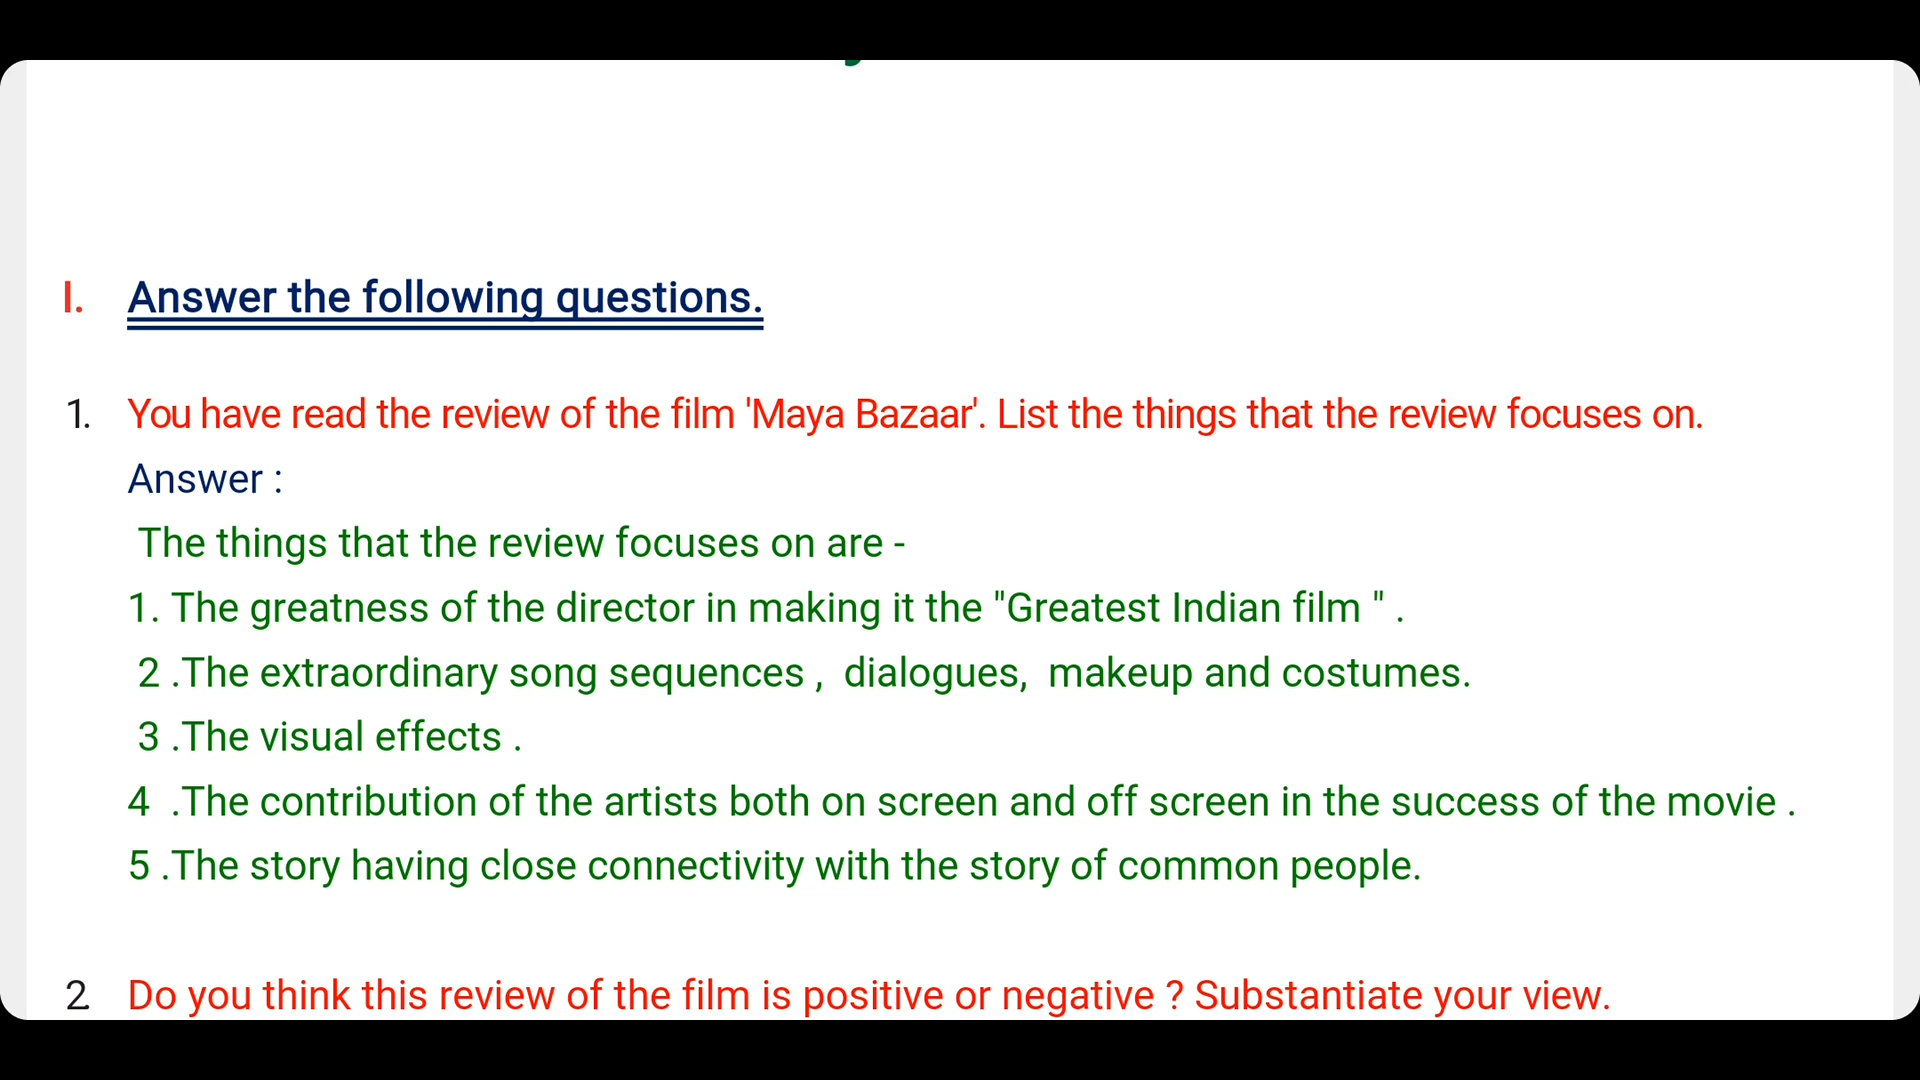 I. Answer the following questions.
1. You have read the review of the film 'Maya Bazaar'. List the things that the review focuses on.
Answer :
The things that the review focuses on are -
1. The greatness of the director in making it the "Greatest Indian film " .
2 .The extraordinary song sequences , dialogues, makeup and costumes.
3 .The visual effects .
4 .The contribution of the artists both on screen and off screen in the success of the movie .
5 .The story having close connectivity with the story of common people.
2. Do you think this review of the film is positive or negative ? Substantiate your view.